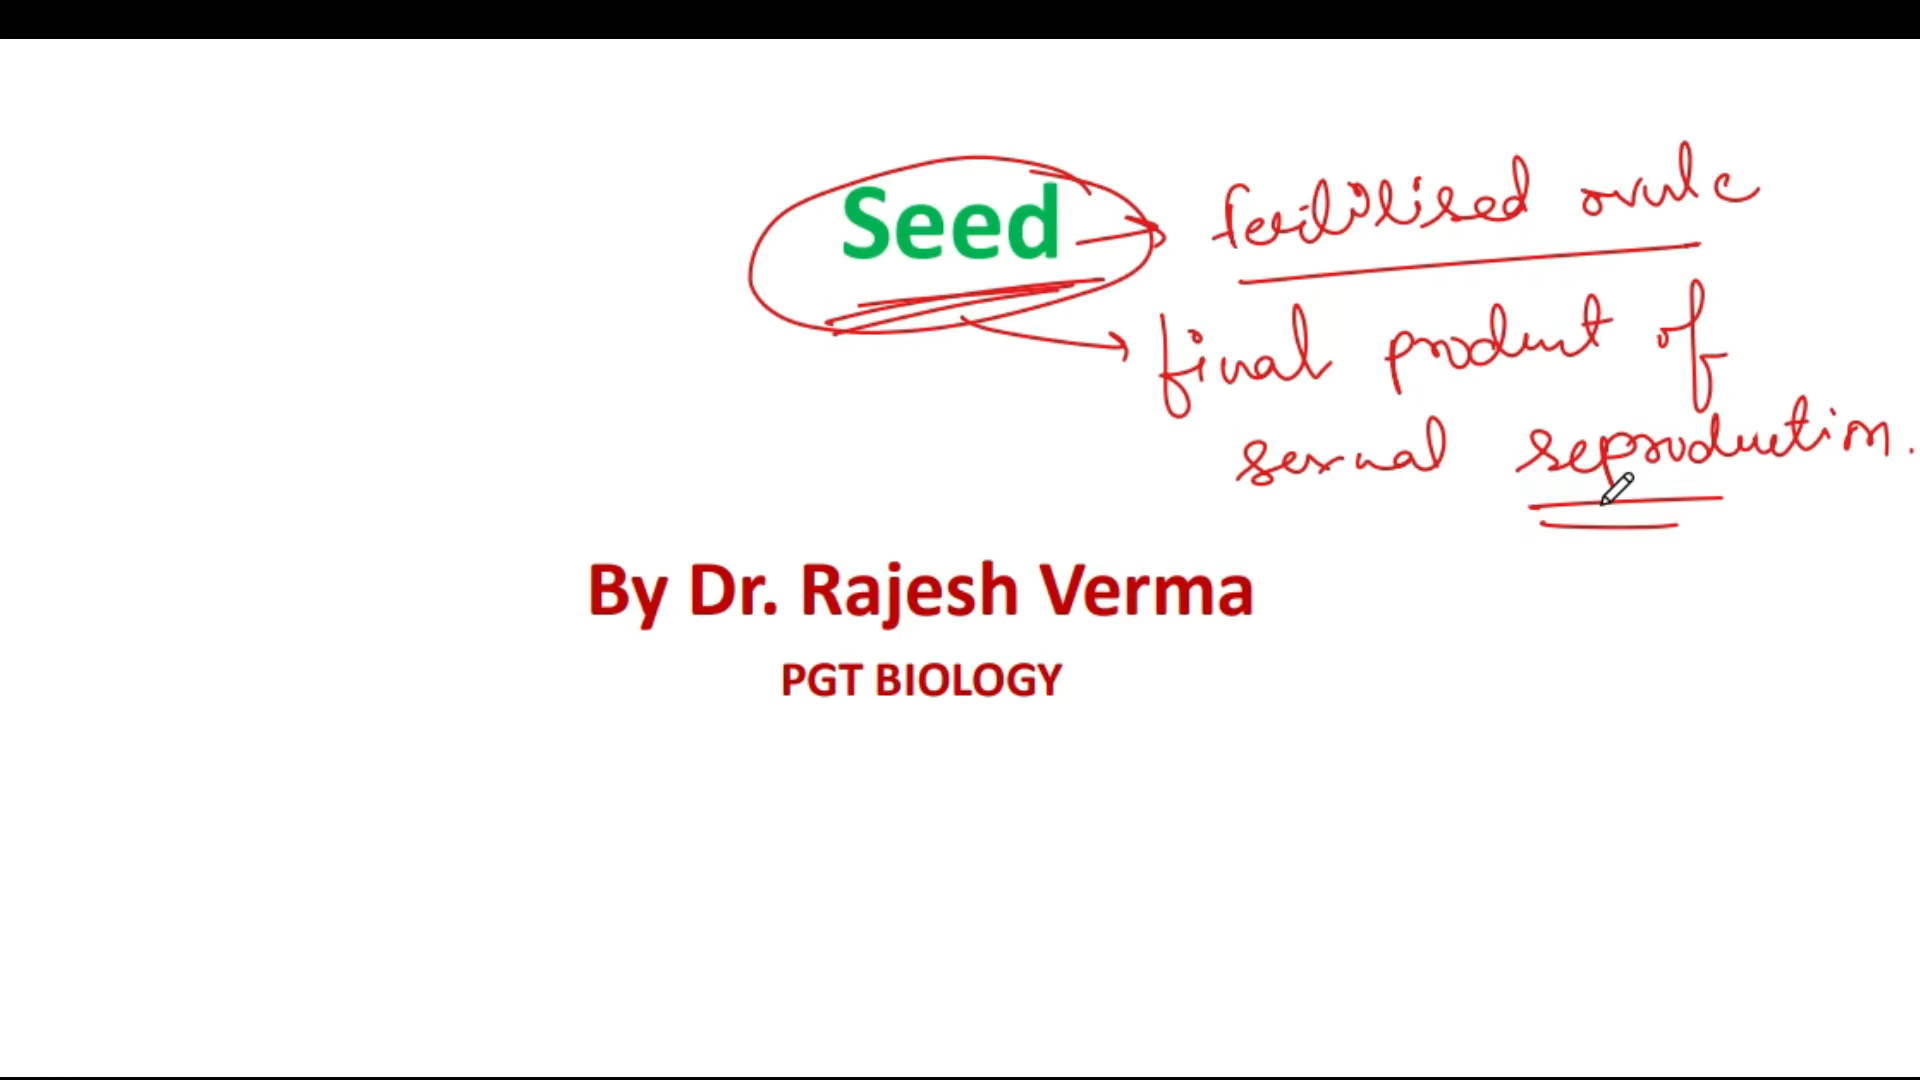 Seed
fertilised ovule
final product of
sexual reproduction.
By Dr. Rajesh Verma
PGT BIOLOGY